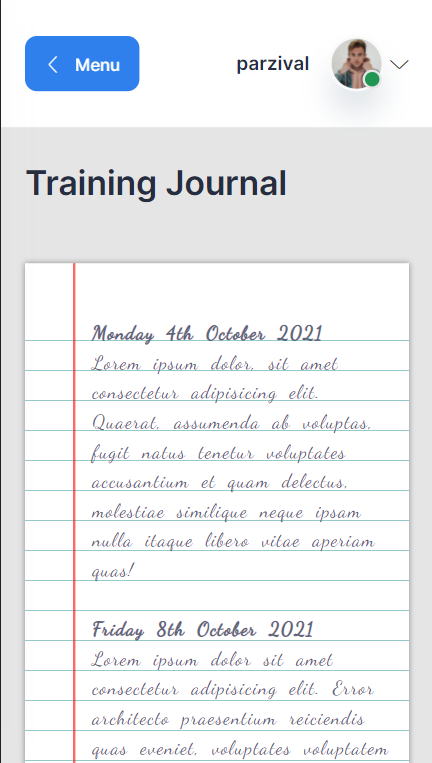 Menu
parzival
Training Journal
Monday 4th October 2021
Lorem ipsum dolor, sit amet
consectetur adipisicing elit.
Quaerat, assumenda ab voluptas,
fugit natus tenetur voluptates
accusantium et quam delectus,
molestiae similique neque ipsam
nulla itaque libero vitae aperiam
quas!
Friday 8th October 2021
Lorem ipsum dolor sit amet
consectetur adipisicing elit. Error
architecto praesentium reiciendis
quas eveniet, voluptates voluptatem